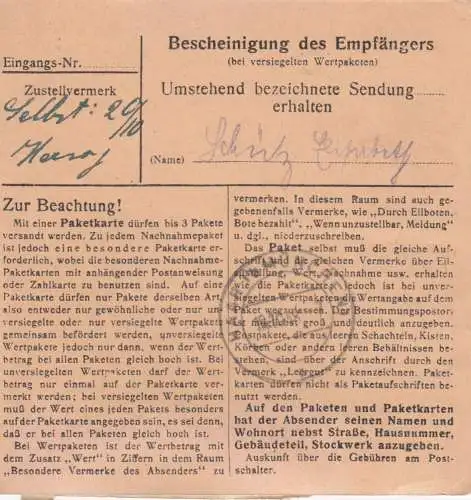 Eingangs-Nr.
Zustellvermerk
Selbst: 20/10
Bescheinigung des Empfängers
(bei versiegelten Wertpaketen)
Umstehend bezeichnete Sendung
erhalten
(Name) Schütz
Zur Beachtung!
Mit einer Paketkarte dürfen bis 3 Pakete
versandt werden. Zu jedem Nachnahmepaket
ist jedoch eine besondere Paketkarte er-
forderlich, wobei die besonderen Nachnahme-
Paketkarten mit anhängender Postanweisung
oder Zahlkarte zu benutzen sind. Auf eine
Paketkarte dürfen nur Pakete derselben Art,
also entweder nur gewöhnliche oder nur un-
versiegelte oder nur versiegelte Wertpakete
gemeinsam befördert werden, unversiegelte
Wertpakete jedoch nur dann, wenn der Wert-
betrag bei allen Paketen gleich hoch ist. Bei
unversiegelten Wertpaketen darf der Wert-
betrag nur einmal auf der Paketkarte ver-
merkt werden; bei versiegelten Wertpaketen
muß der Wert eines jeden Pakets besonders
auf der Paketkarte angegeben sein, es sei denn,
daß er bei allen Paketen gleich hoch ist.
Bei Wertpaketen ist der Wertbetrag mit
dem Zusatz „Wert" in Ziffern in dem Raum
„Besondere Vermerke des Absenders" zu
vermerken. In diesem Raum sind auch ge-
gebenenfalls Vermerke, wie „Durch Eilboten,
Bote bezahlt", „Wenn unzustellbar, Meldung"
u. dgl., niederzuschreiben.
Das Paket selbst muß die gleiche Auf-
schrift und die gleichen Vermerke über Eil-
zustellung, Wert, Nachnahme usw. erhalten
wie die Paketkarte, jedoch ist bei unver-
siegelten Wertpaketen die Wertangabe auf dem
Paket wegzulassen. Der Bestimmungspostort
ist möglichst groß und deutlich anzugeben.
Postpakete, die aus leeren Schachteln, Kisten,
Körben oder anderen leeren Behältnissen be-
stehen, sind über der Anschrift durch den
Vermerk „Leergut" zu kennzeichnen. Paket-
karten dürfen nicht als Paketaufschriften be-
nutzt werden.
Auf den Paketen und Paketkarten
hat der Absender seinen Namen und
Wohnort nebst Straße, Hausnummer,
Gebäudeteil, Stockwerk anzugeben.
Auskunft über die Gebühren am Post-
schalter.